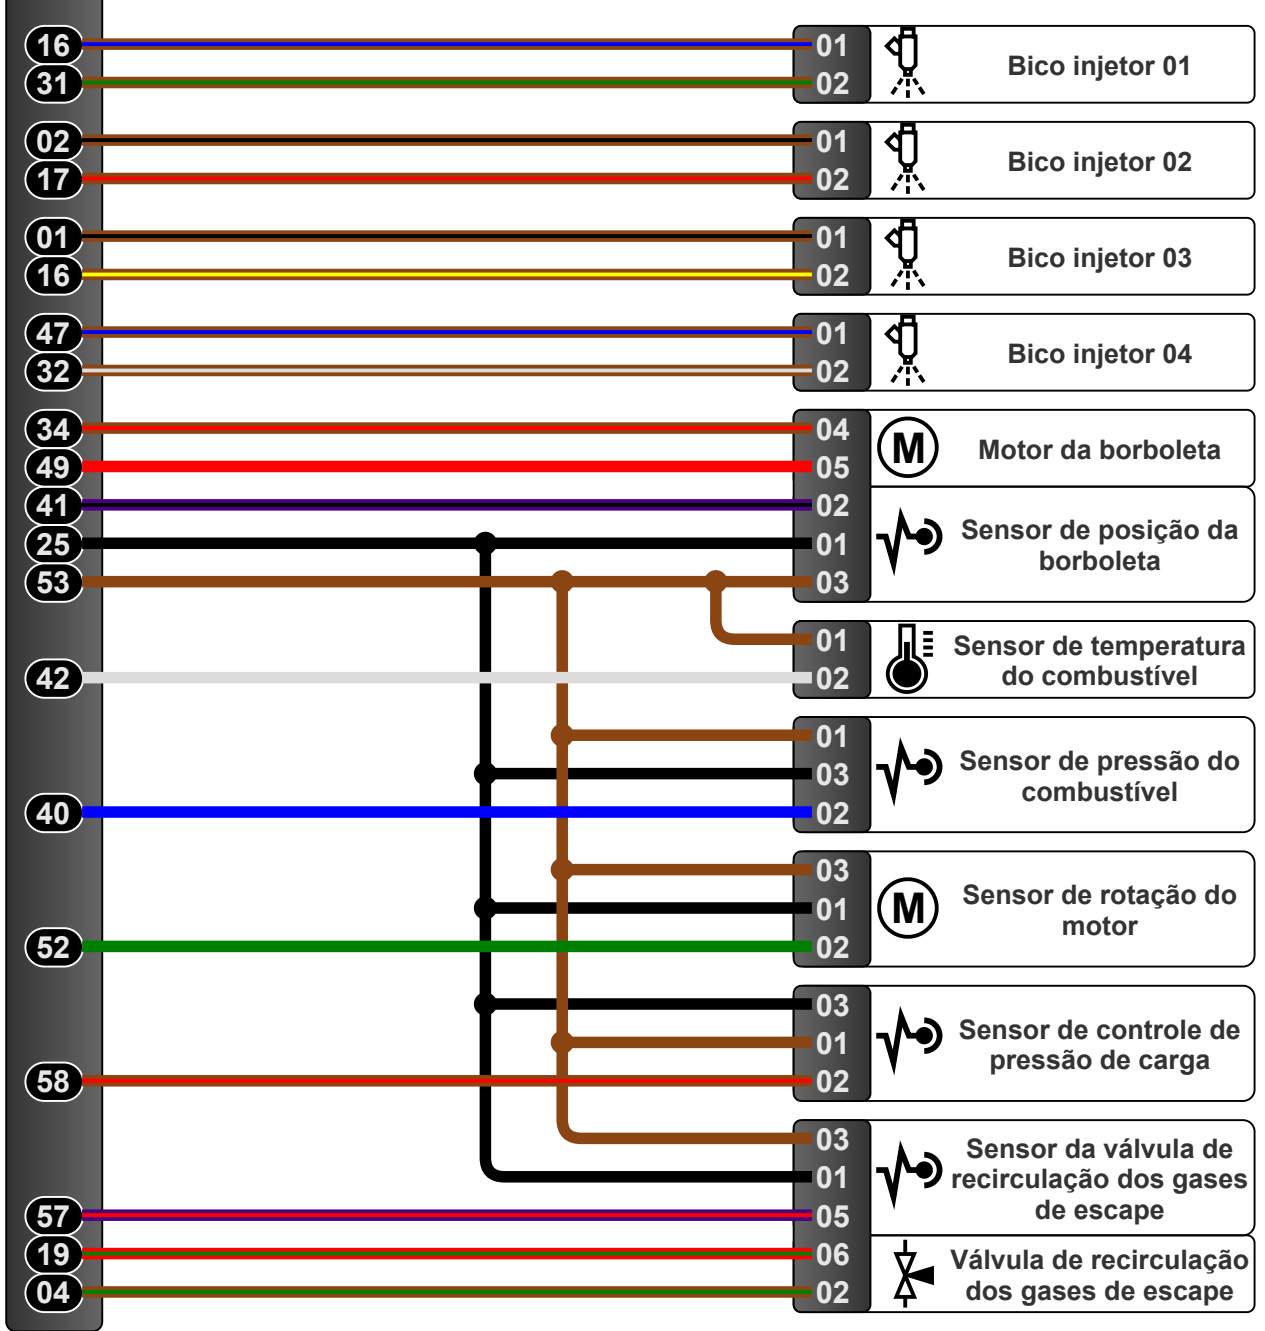 16 01 Bico injetor 01
31 02
02 01 Bico injetor 02
17 02
01 01 Bico injetor 03
16 02
47 01 Bico injetor 04
32 02
34 04 M Motor da borboleta
49 05
41 02
25 01 Sensor de posição da
borboleta
53 03
01 Sensor de temperatura
42 02 do combustível
01
03 Sensor de pressão do
combustível
40 02
03
01 M Sensor de rotação do
motor
52 02
03
01 Sensor de controle de
pressão de carga
58 02
03 Sensor da válvula de
01 recirculação dos gases
57 05 de escape
19 06 Válvula de recirculação
04 02 dos gases de escape